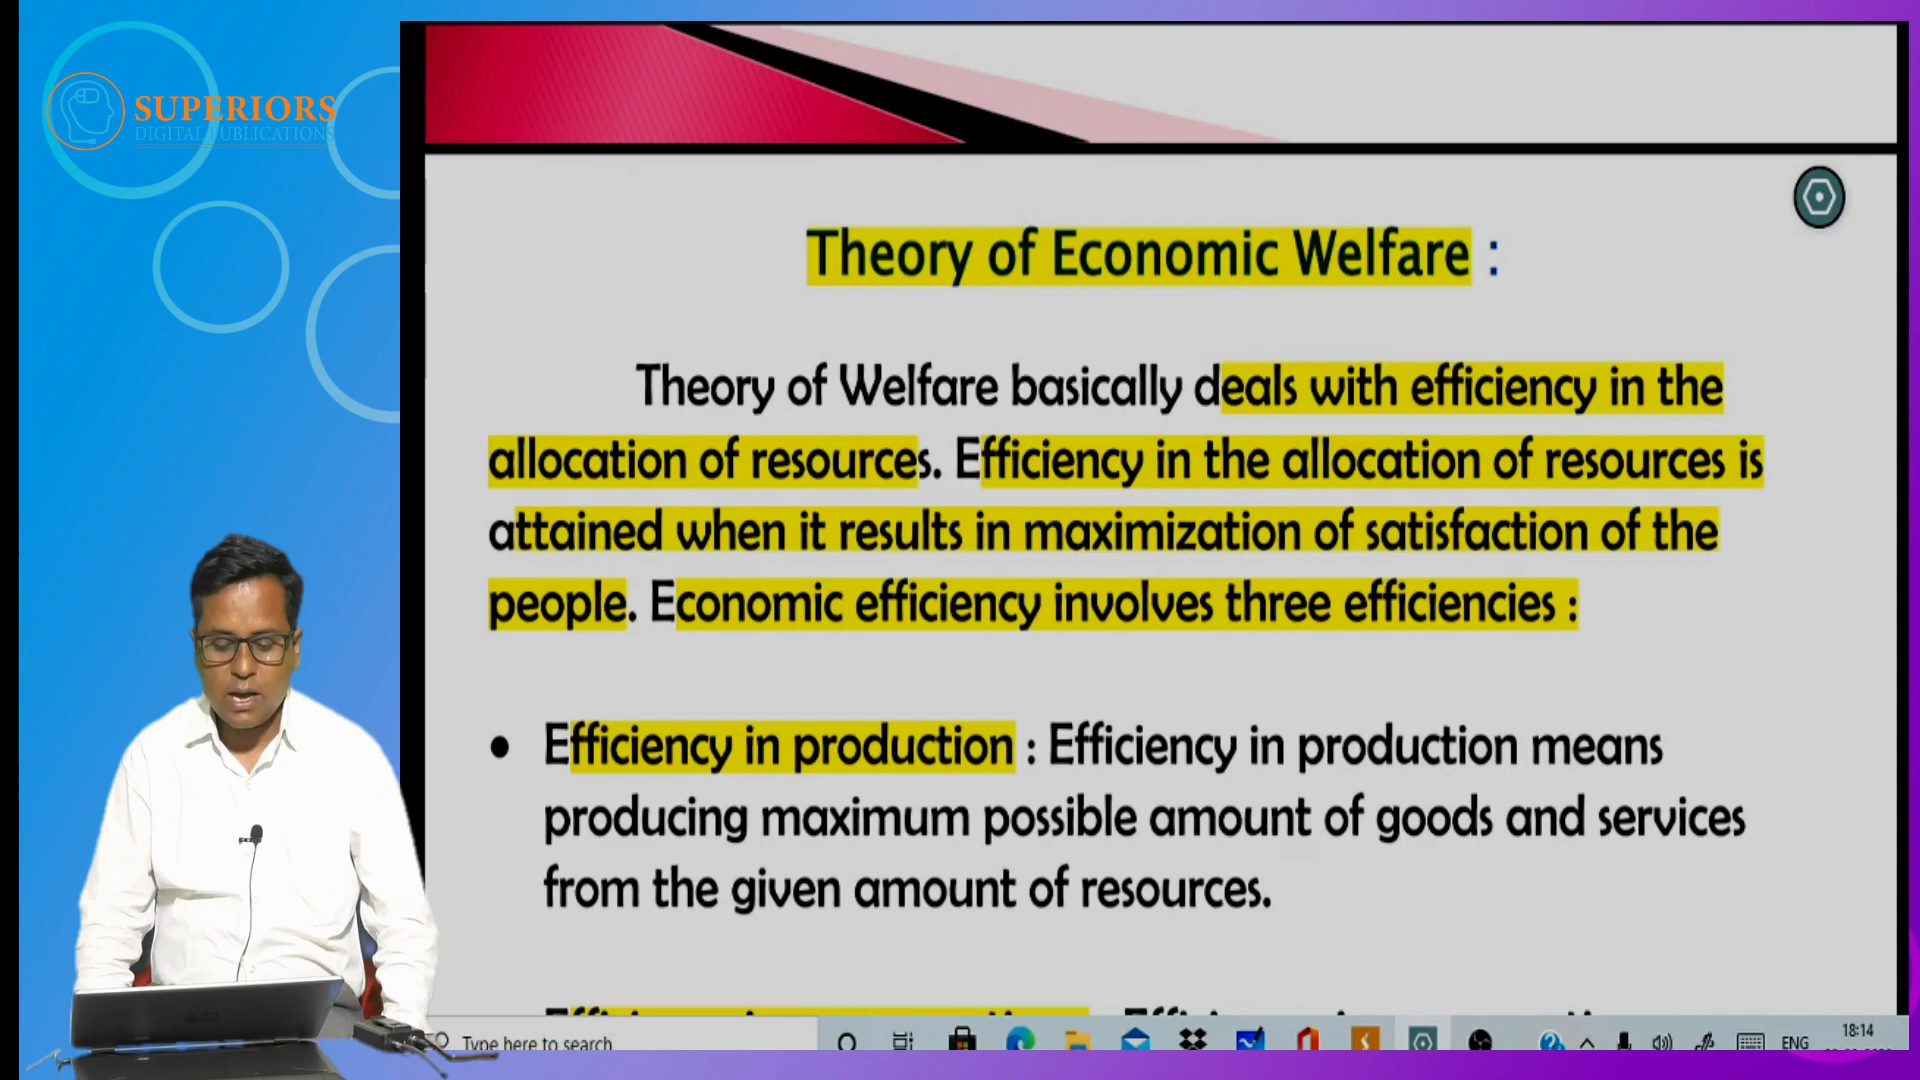 SUPERIORS
DIGITAL PUBLICATIONS
Theory of Economic Welfare :
Theory of Welfare basically deals with efficiency in the
allocation of resources. Efficiency in the allocation of resources is
attained when it results in maximization of satisfaction of the
people. Economic efficiency involves three efficiencies :
• Efficiency in production : Efficiency in production means
producing maximum possible amount of goods and services
from the given amount of resources.
Type here to search
ENG
18:14